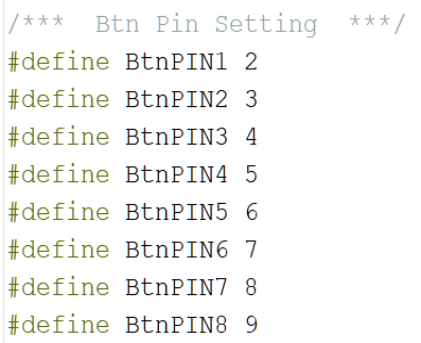 /***  Btn Pin Setting  ***/
#define BtnPIN1 2
#define BtnPIN2 3
#define BtnPIN3 4
#define BtnPIN4 5
#define BtnPIN5 6
#define BtnPIN6 7
#define BtnPIN7 8
#define BtnPIN8 9